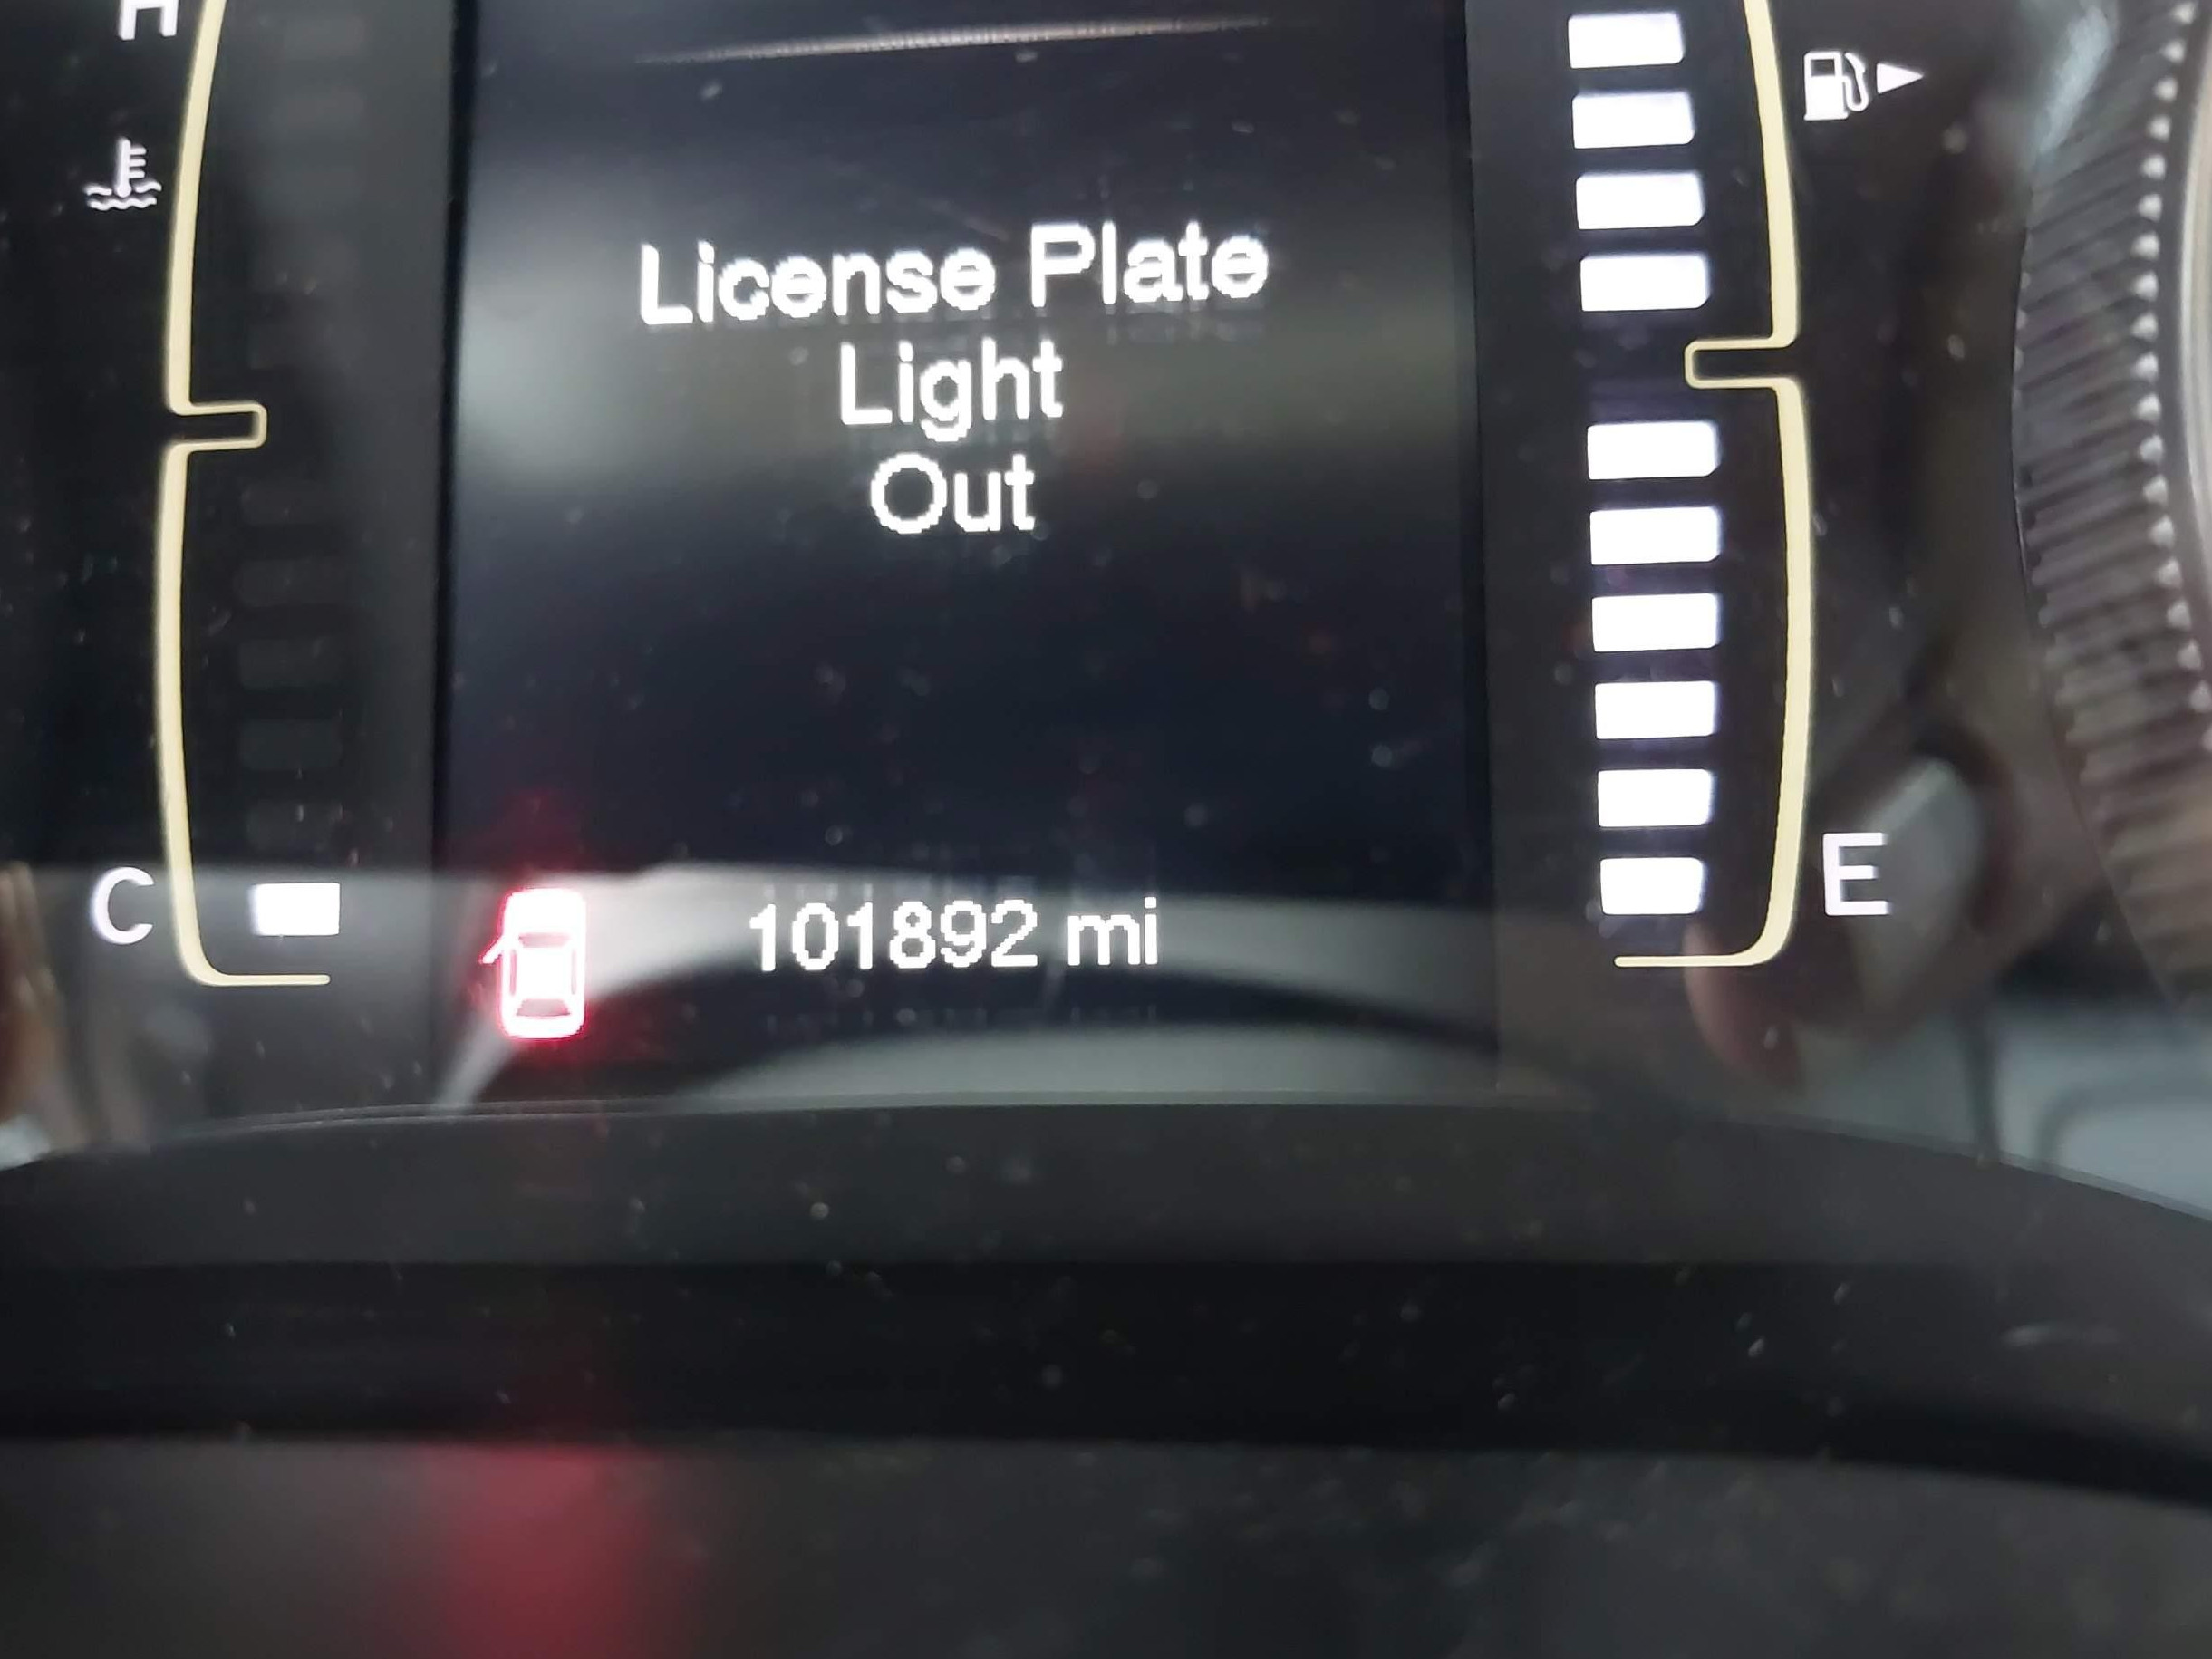 H
License Plate
Light
Out
C
101892 mi
E